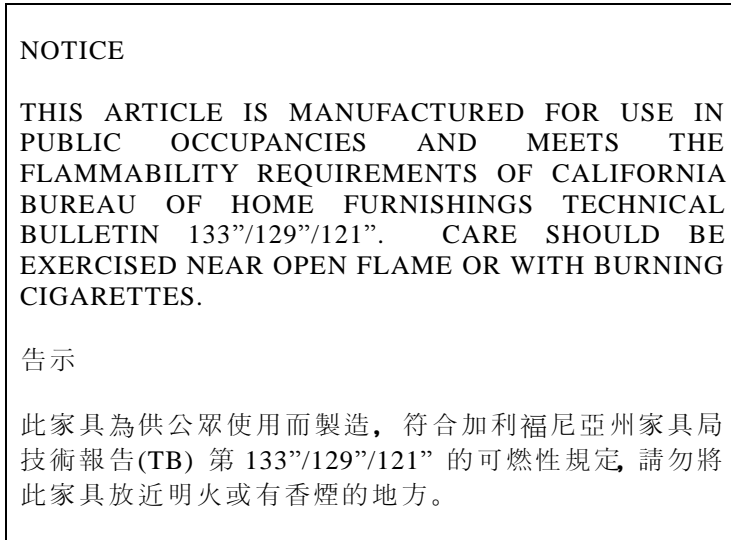 NOTICE
THIS ARTICLE IS MANUFACTURED FOR USE IN
PUBLIC OCCUPANCIES AND MEETS THE
FLAMMABILITY REQUIREMENTS OF CALIFORNIA
BUREAU OF HOME FURNISHINGS TECHNICAL
BULLETIN 133”/129”/121”. CARE SHOULD BE
EXERCISED NEAR OPEN FLAME OR WITH BURNING
CIGARETTES.
告示
此家具為供公眾使用而製造，符合加利福尼亞州家具局
技術報告(TB) 第 133”/129”/121” 的可燃性規定，請勿將
此家具放近明火或有香煙的地方。